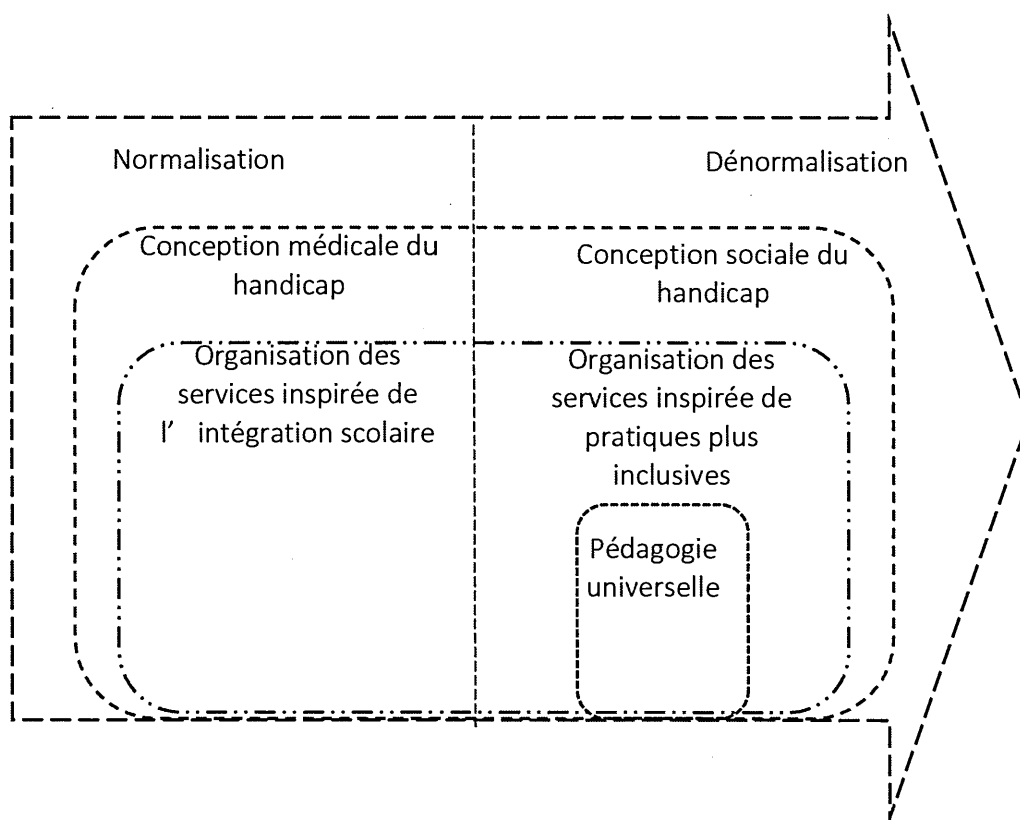 Normalisation
Dénormalisation
Conception médicale du
handicap
Conception sociale du
handicap
Organisation des
services inspirée de
l' intégration scolaire
Organisation des
services inspirée de
pratiques plus
inclusives
Pédagogie
universelle